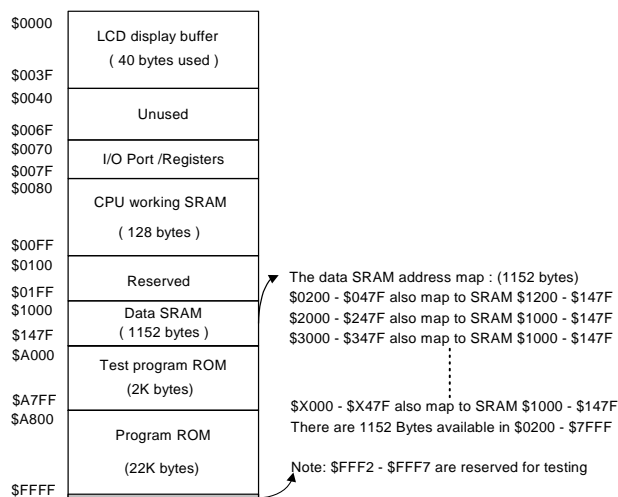 $0000
LCD display buffer
( 40 bytes used )
$003F
$0040
Unused
$006F
$0070
I/O Port /Registers
$007F
$0080
CPU working SRAM
( 128 bytes )
$00FF
$0100
Reserved
$01FF
$1000
Data SRAM
( 1152 bytes )
$147F
$A000
Test program ROM
(2K bytes)
$A7FF
$A800
Program ROM
(22K bytes)
$FFFF
The data SRAM address map : (1152 bytes)
$0200 - $047F also map to SRAM $1200 - $147F
$2000 - $247F also map to SRAM $1000 - $147F
$3000 - $347F also map to SRAM $1000 - $147F
$X000 - $X47F also map to SRAM $1000 - $147F
There are 1152 Bytes available in $0200 - $7FFF
Note: $FFF2 - $FFF7 are reserved for testing